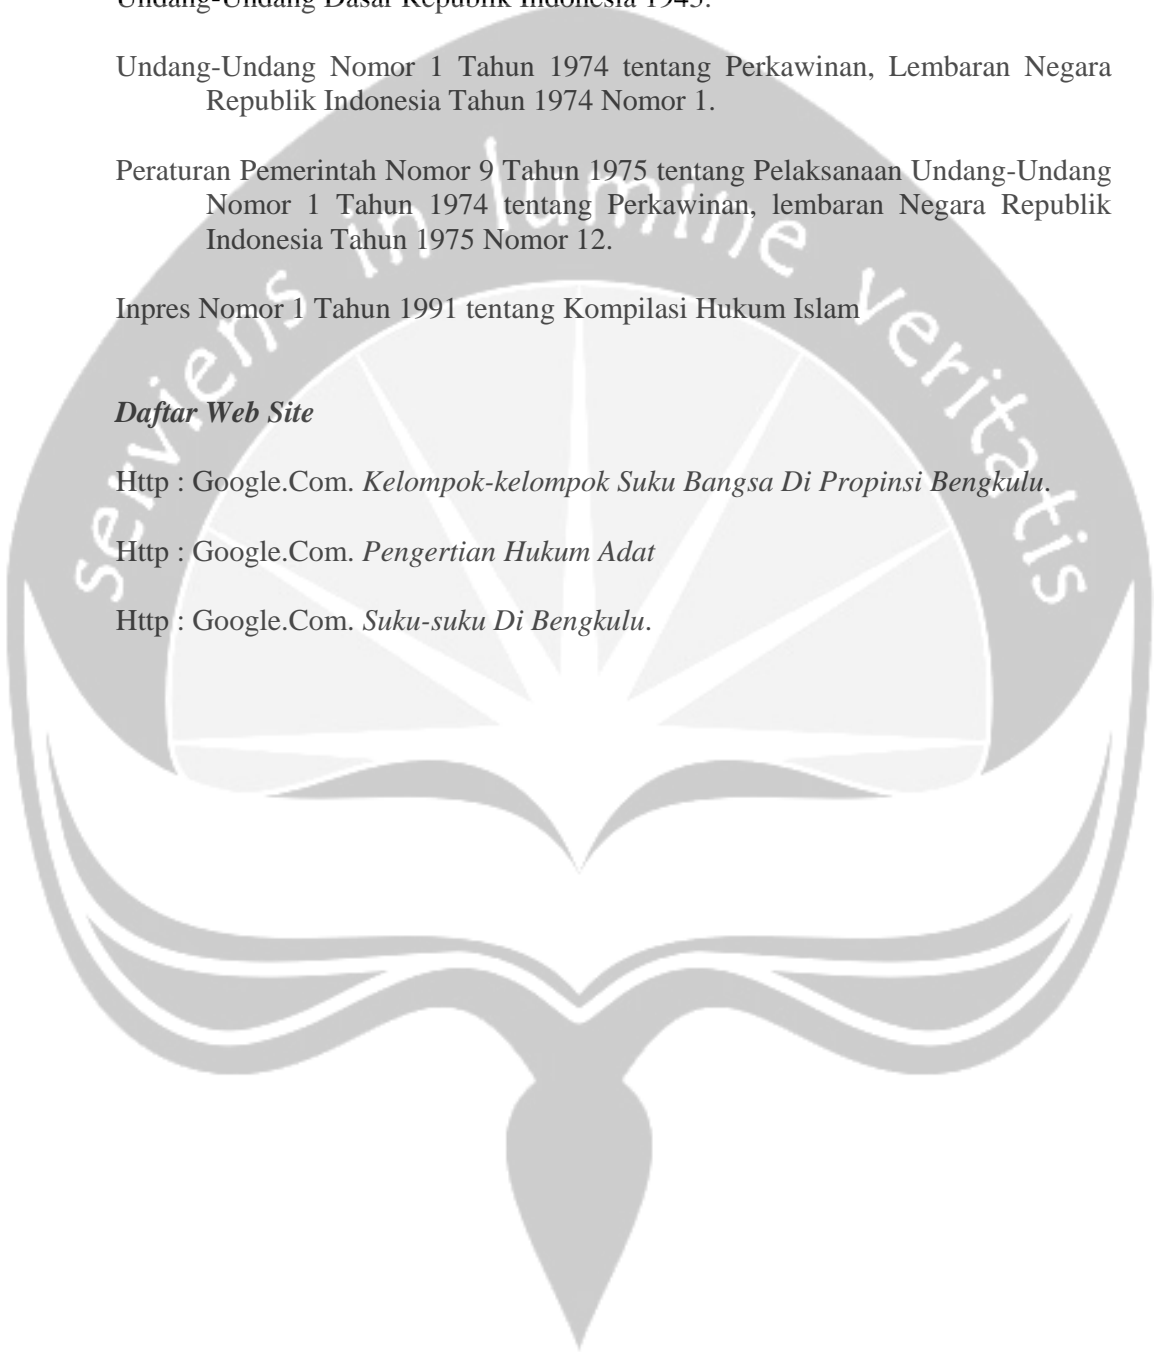 Undang-Undang Dasar Republik Indonesia 1945.
Undang-Undang Nomor 1 Tahun 1974 tentang Perkawinan, Lembaran Negara
Republik Indonesia Tahun 1974 Nomor 1.
Peraturan Pemerintah Nomor 9 Tahun 1975 tentang Pelaksanaan Undang-Undang
Nomor 1 Tahun 1974 tentang Perkawinan, lembaran Negara Republik
Indonesia Tahun 1975 Nomor 12.
Inpres Nomor 1 Tahun 1991 tentang Kompilasi Hukum Islam
Daftar Web Site
Http : Google.Com. Kelompok-kelompok Suku Bangsa Di Propinsi Bengkulu.
Http : Google.Com. Pengertian Hukum Adat
Http : Google.Com. Suku-suku Di Bengkulu.
serviens in lumine veritatis